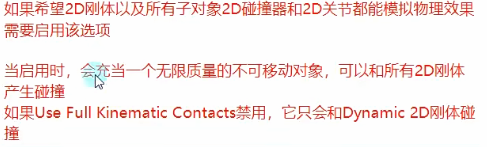 如果希望2D刚体以及所有子对象2D碰撞器和2D关节都能模拟物理效果
需要启用该选项
当启用时，会充当一个无限质量的不可移动对象，可以和所有2D刚体
产生碰撞
如果Use Full Kinematic Contacts禁用，它只会和Dynamic 2D刚体碰
撞